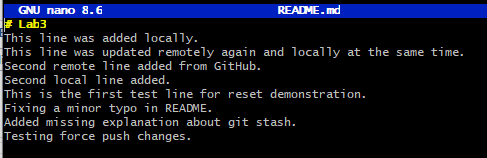 GNU nano 8.6 README.md
# Lab3
This line was added locally.
This line was updated remotely again and locally at the same time.
Second remote line added from GitHub.
Second local line added.
This is the first test line for reset demonstration.
Fixing a minor typo in README.
Added missing explanation about git stash.
Testing force push changes.